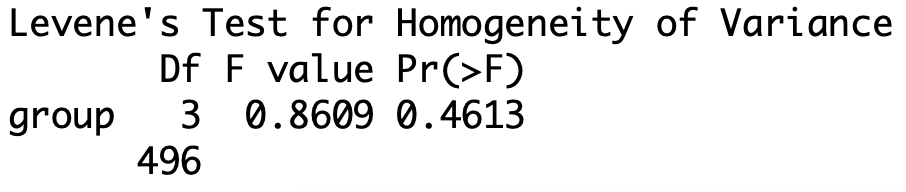 Levene's Test for Homogeneity of Variance
Df F value Pr(>F)
group 3 0.8609 0.4613
496